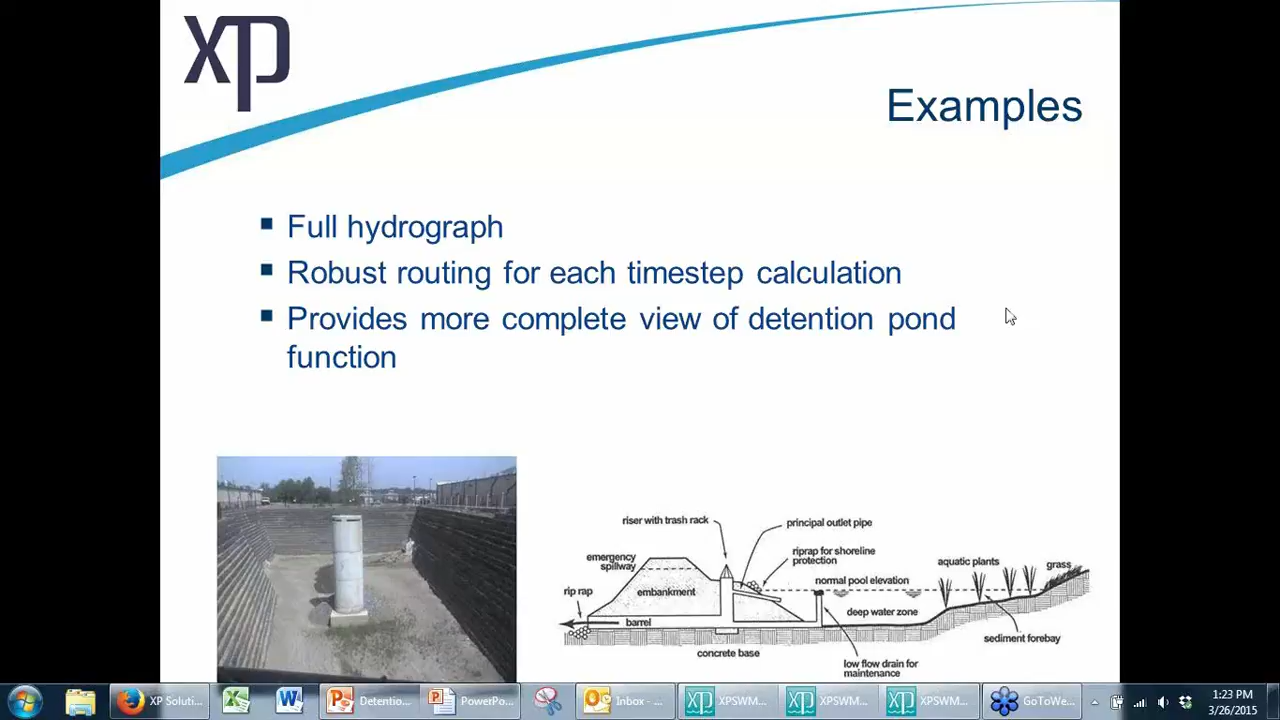 xp
Examples
Full hydrograph
Robust routing for each timestep calculation
Provides more complete view of detention pond
function
riser with trash rack
principal outlet pipe
emergency
spillway
riprap for shoreline
protection
normal pool elevation
aquatic plants
grass
rip rap
embankment
deep water zone
barrel
sediment forebay
concrete base
low flow drain for
maintenance
XP Soluti...
Detentio...
PowerPo...
Inbox - ...
XPSWM...
XPSWM...
XPSWM...
GoToWe...
1:23 PM
3/26/2015